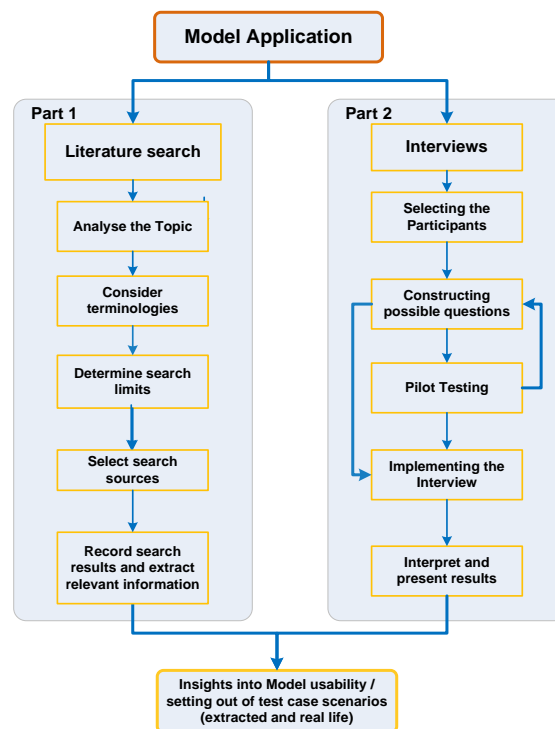 Model Application
Part 1
Literature search
Analyse the Topic
Consider
terminologies
Determine search
limits
Select search
sources
Record search
results and extract
relevant information
Part 2
Interviews
Selecting the
Participants
Constructing
possible questions
Pilot Testing
Implementing the
Interview
Interpret and
present results
Insights into Model usability /
setting out of test case scenarios
(extracted and real life)